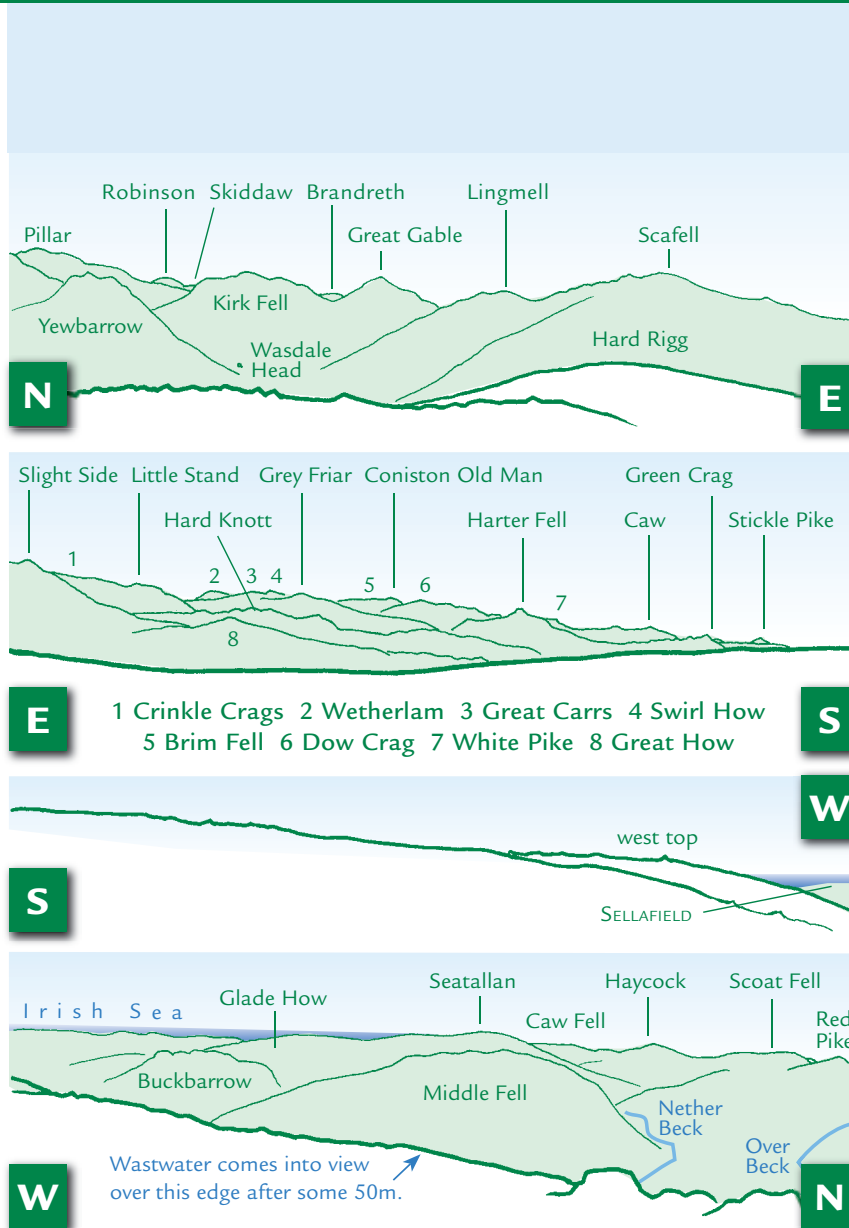 Robinson Skiddaw Brandreth Lingmell
Pillar Great Gable Scafell
Kirk Fell
Yewbarrow
Hard Rigg
Wasdale
Head
N E
Slight Side Little Stand Grey Friar Coniston Old Man Green Crag
Hard Knott Harter Fell Caw Stickle Pike
1
2 3 4 5 6
7
8
E S
1 Crinkle Crags 2 Wetherlam 3 Great Carrs 4 Swirl How
5 Brim Fell 6 Dow Crag 7 White Pike 8 Great How
W
west top
S
SELLAFIELD
Seatallan Haycock Scoat Fell
Irish Sea Glade How
Caw Fell Red
Pike
Buckbarrow
Middle Fell
Nether
Beck
Over
Beck
Wastwater comes into view
over this edge after some 50m.
W N